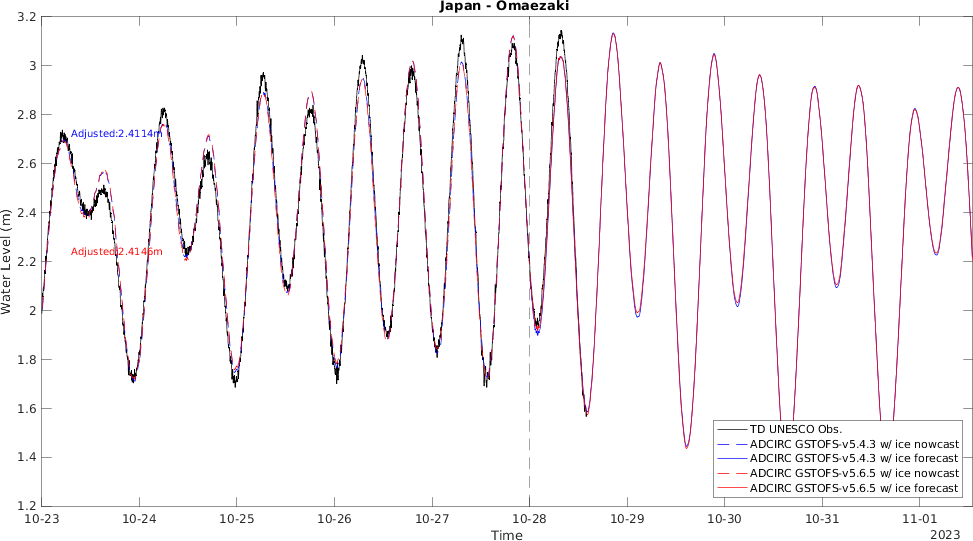 Japan - Omaezaki
3.2
3
2.8
2.6
2.4
2.2
2
1.8
1.6
1.4
1.2
Water Level (m)
Adjusted:2.4114m
Adjusted:2.4146m
TD UNESCO Obs.
ADCIRC GSTOFS-v5.4.3 w/ ice nowcast
ADCIRC GSTOFS-v5.4.3 w/ ice forecast
ADCIRC GSTOFS-v5.6.5 w/ ice nowcast
ADCIRC GSTOFS-v5.6.5 w/ ice forecast
10-23 10-24 10-25 10-26 10-27 10-28 10-29 10-30 10-31 11-01
Time
2023